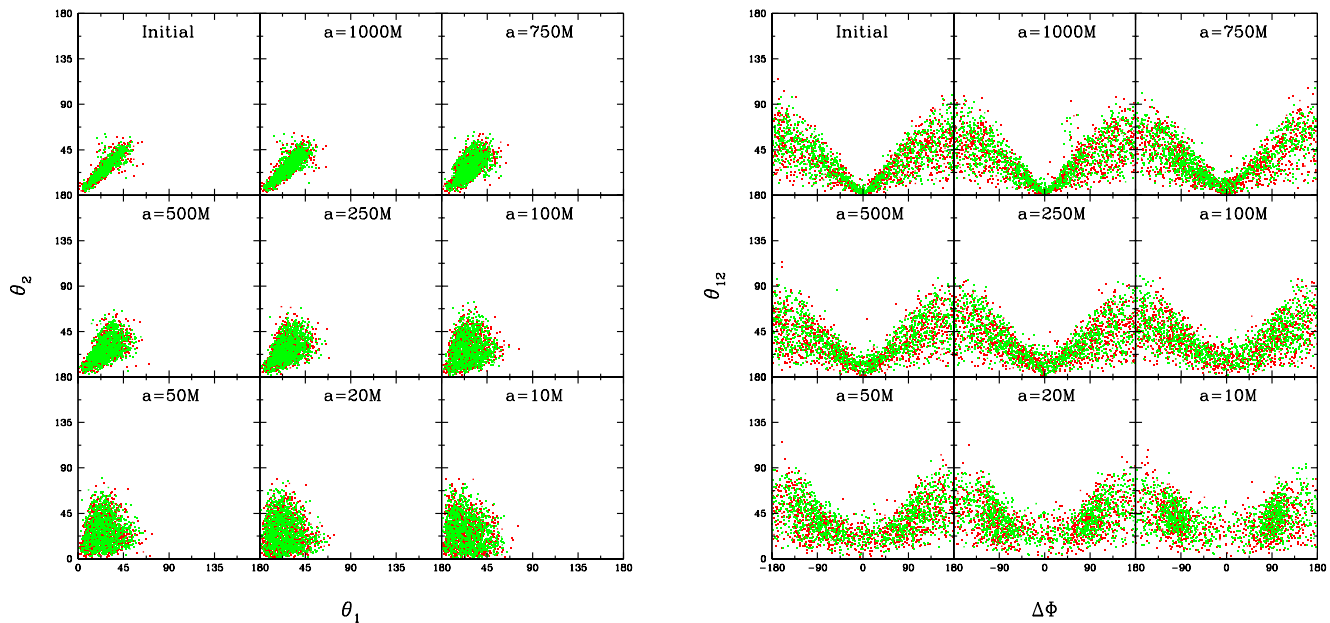 180 Initial a=1000M a=750M
135
90
45
180 a=500M a=250M a=100M
135
90
45
180 a=50M a=20M a=10M
135
90
45
0
0 45 90 135 180 45 90 135 180 45 90 135 180
θ₂
θ₁
180 Initial a=1000M a=750M
135
90
45
180 a=500M a=250M a=100M
135
90
45
180 a=50M a=20M a=10M
135
90
45
0
-180 -90 0 90 180 -90 0 90 180 -90 0 90 180
θ₁₂
ΔΦ